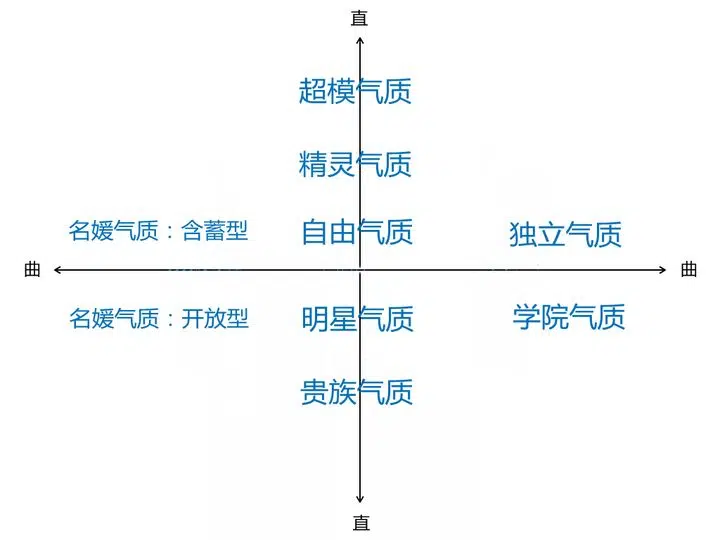 直
超模气质
精灵气质
名媛气质：含蓄型
自由气质
独立气质
曲
曲
名媛气质：开放型
明星气质
学院气质
贵族气质
直